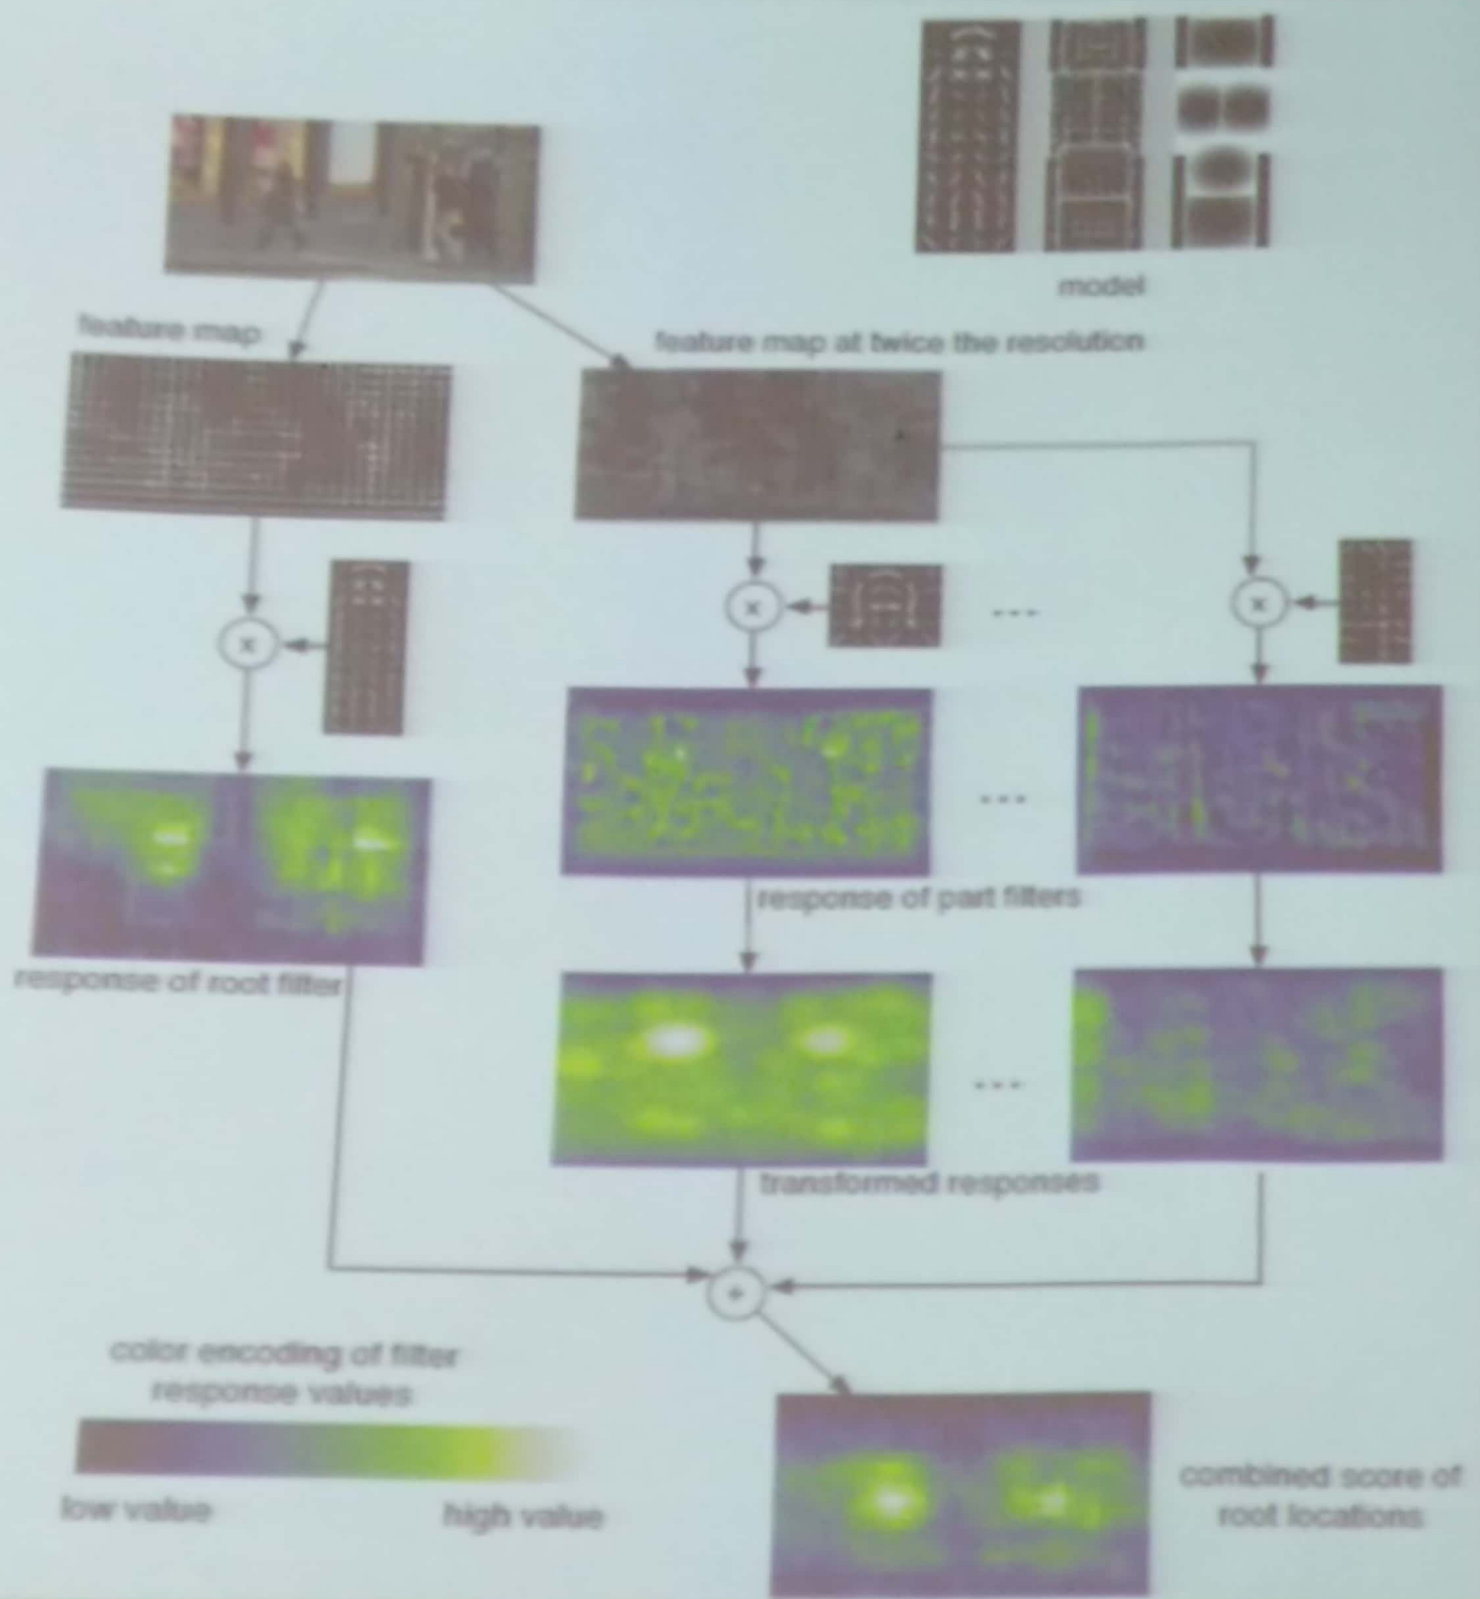 model
feature map
feature map at twice the resolution
x
x
x
...
...
response of part filters
response of root filter
...
transformed responses
+
color encoding of filter
response values
low value
high value
combined score of
root locations